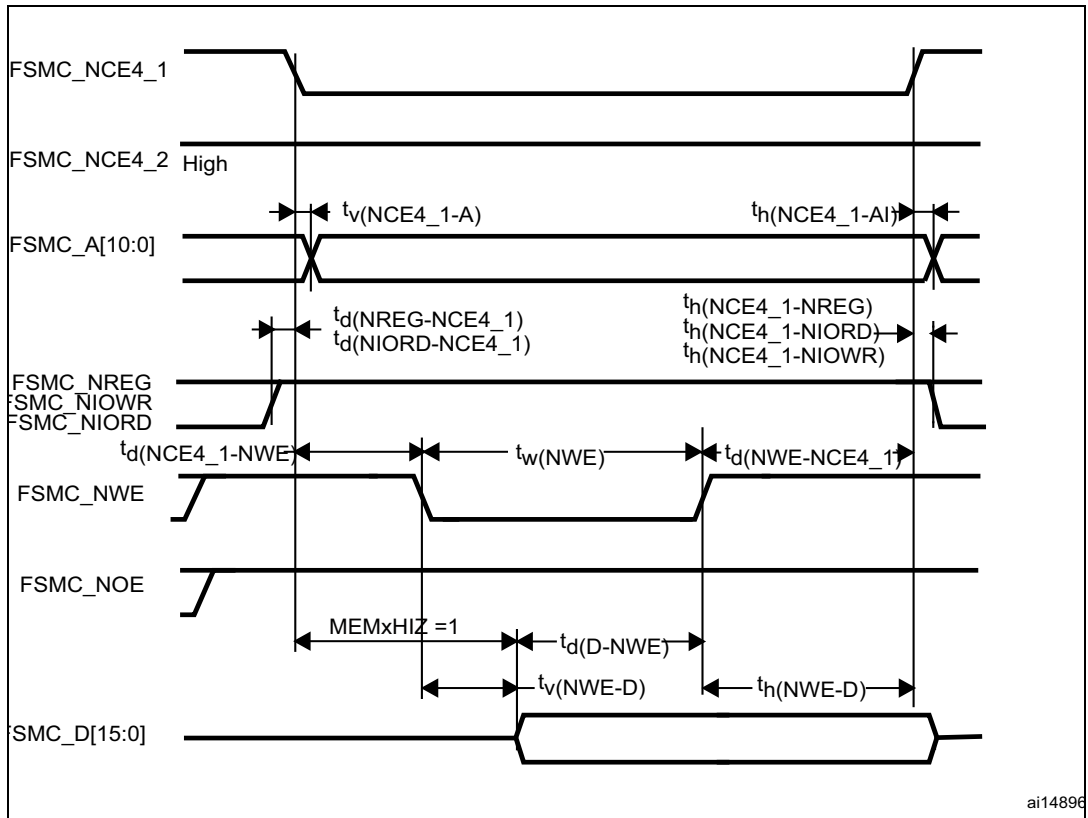 FSMC_NCE4_1
FSMC_NCE4_2 High
tv(NCE4_1-A)
th(NCE4_1-AI)
FSMC_A[10:0]
td(NREG-NCE4_1)
td(NIORD-NCE4_1)
th(NCE4_1-NREG)
th(NCE4_1-NIORD)
th(NCE4_1-NIOWR)
FSMC_NREG
FSMC_NIOWR
FSMC_NIORD
td(NCE4_1-NWE)
tw(NWE)
td(NWE-NCE4_1)
FSMC_NWE
FSMC_NOE
MEMxHIZ =1
td(D-NWE)
tv(NWE-D)
th(NWE-D)
FSMC_D[15:0]
ai14896